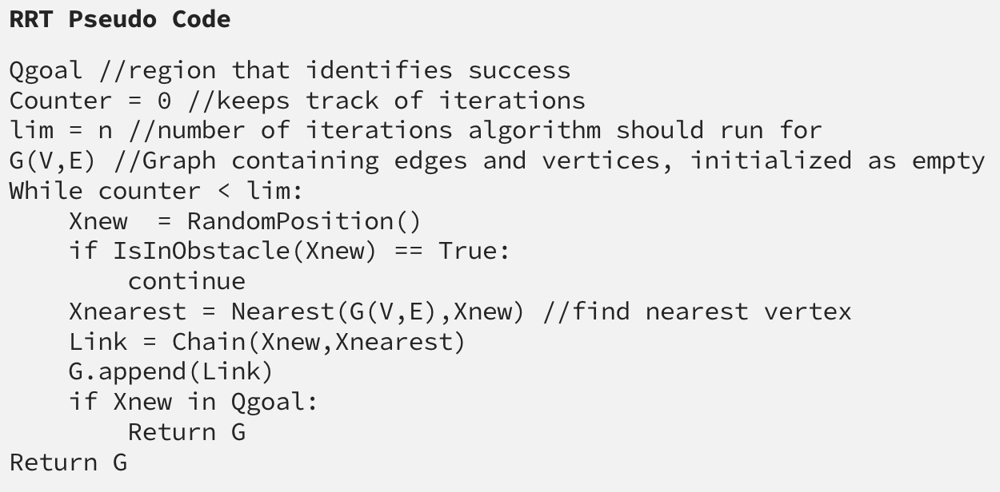 RRT Pseudo Code
Qgoal //region that identifies success
Counter = 0 //keeps track of iterations
lim = n //number of iterations algorithm should run for
G(V,E) //Graph containing edges and vertices, initialized as empty
While counter < lim:
    Xnew  = RandomPosition()
    if IsInObstacle(Xnew) == True:
        continue
    Xnearest = Nearest(G(V,E),Xnew) //find nearest vertex
    Link = Chain(Xnew,Xnearest)
    G.append(Link)
    if Xnew in Qgoal:
        Return G
Return G